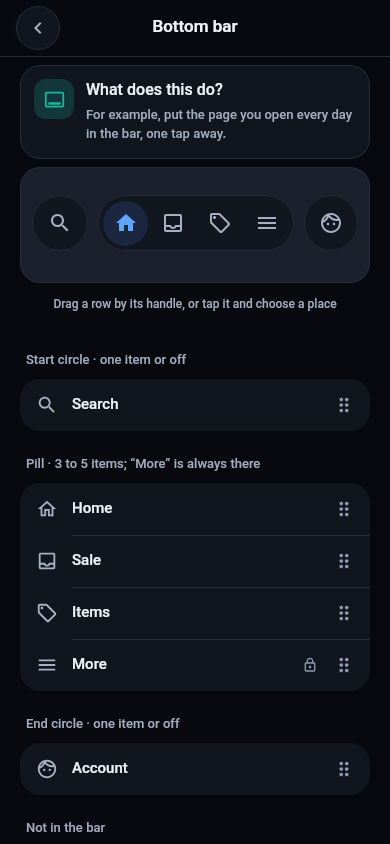 Bottom bar
What does this do?
For example, put the page you open every day
in the bar, one tap away.
Drag a row by its handle, or tap it and choose a place
Start circle · one item or off
Search
Pill · 3 to 5 items; “More” is always there
Home
Sale
Items
More
End circle · one item or off
Account
Not in the bar